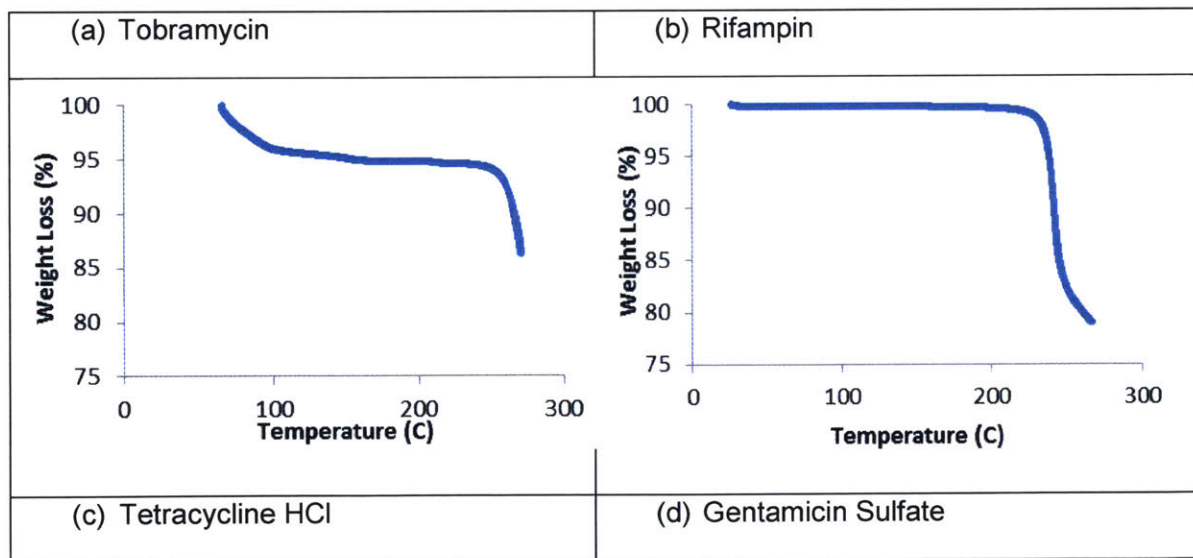 (a) Tobramycin
(b) Rifampin
Weight Loss (%)
100
95
90
85
80
75
0
100
200
300
Temperature (C)
Weight Loss (%)
100
95
90
85
80
75
0
100
200
300
Temperature (C)
(c) Tetracycline HCl
(d) Gentamicin Sulfate